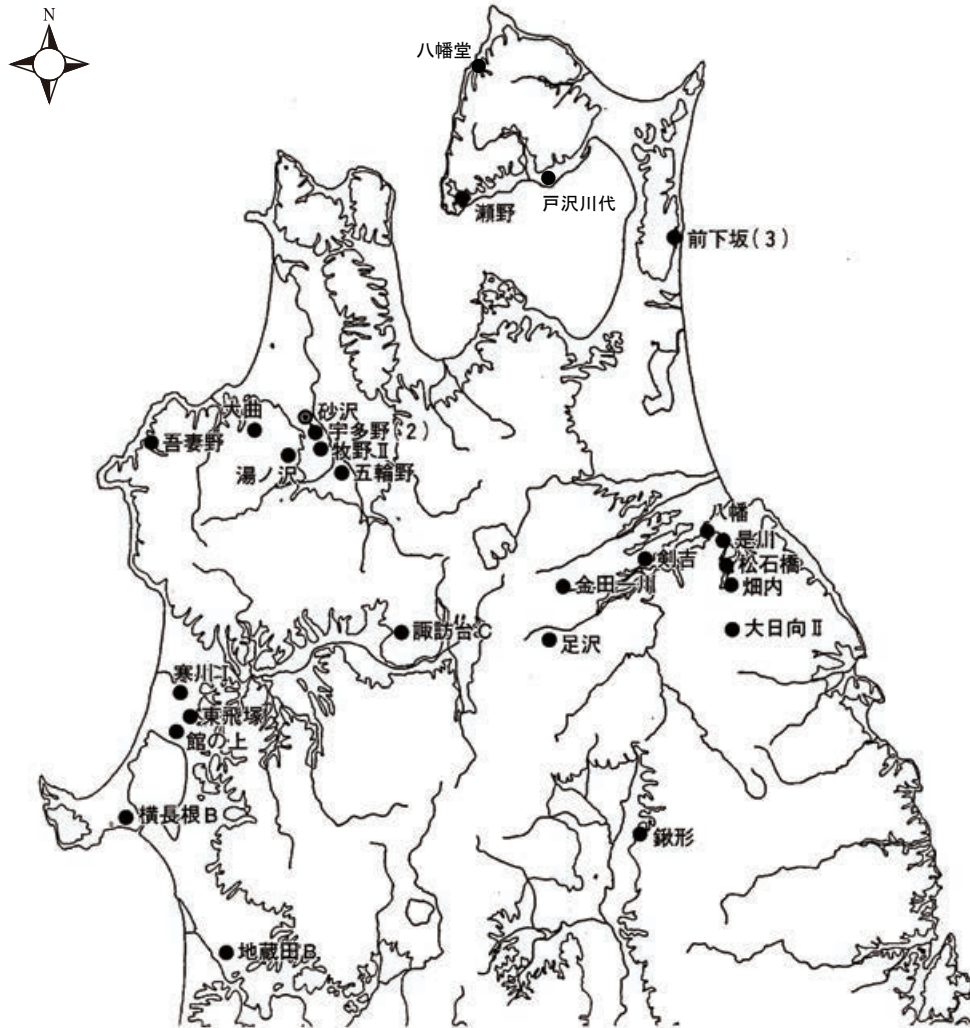 N
八幡堂
戸沢川代
瀬野
前下坂(3)
大曲
砂沢
宇多野(2)
吾妻野
牧野Ⅱ
湯ノ沢
五輪野
八幡
是川
剣吉
松石橋
金田一川
畑内
大日向Ⅱ
諏訪台C
足沢
寒川Ⅰ
東飛塚
館の上
横長根B
鍬形
地蔵田B